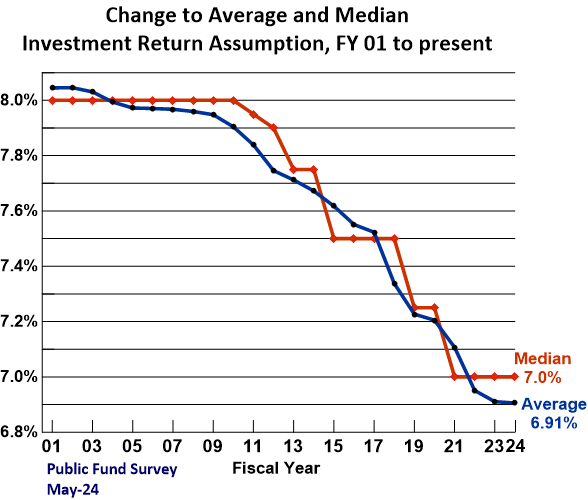 Change to Average and Median
Investment Return Assumption, FY 01 to present
8.0%
7.8%
7.6%
7.4%
7.2%
7.0%
6.8%
Median
7.0%
Average
6.91%
01 03 05 07 09 11 13 15 17 19 21 23 24
Fiscal Year
Public Fund Survey
May-24